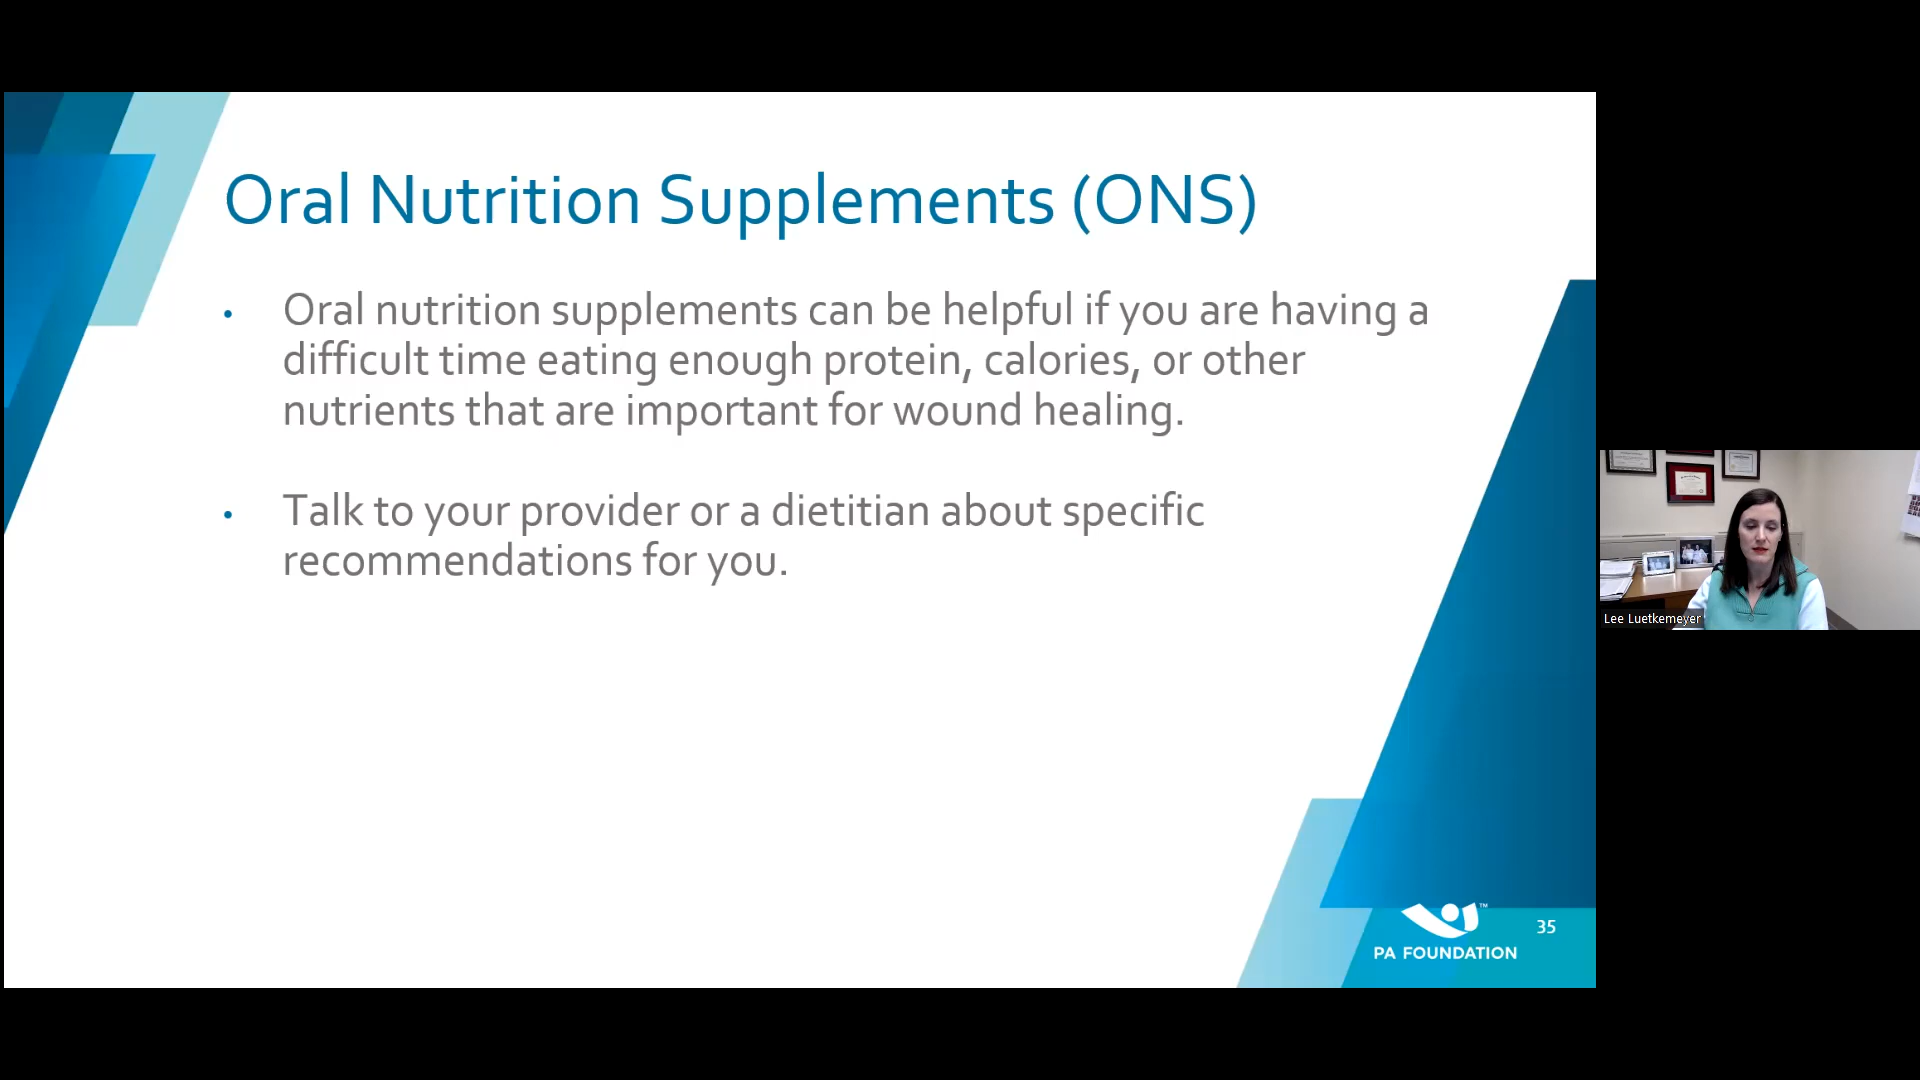 Oral Nutrition Supplements (ONS)
• Oral nutrition supplements can be helpful if you are having a
difficult time eating enough protein, calories, or other
nutrients that are important for wound healing.
• Talk to your provider or a dietitian about specific
recommendations for you.
Lee Luetkemeyer
™
PA FOUNDATION
35